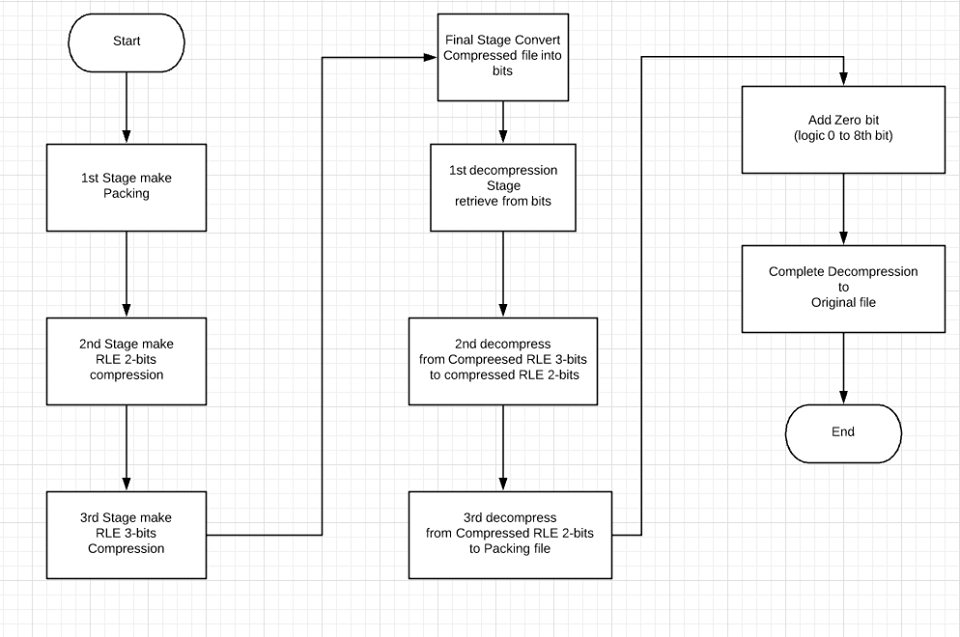 Start
1st Stage make
Packing
2nd Stage make
RLE 2-bits
compression
3rd Stage make
RLE 3-bits
Compression
Final Stage Convert
Compressed file into
bits
1st decompression
Stage
retrieve from bits
2nd decompress
from Compreesed RLE 3-bits
to compressed RLE 2-bits
3rd decompress
from Compressed RLE 2-bits
to Packing file
Add Zero bit
(logic 0 to 8th bit)
Complete Decompression
to
Original file
End